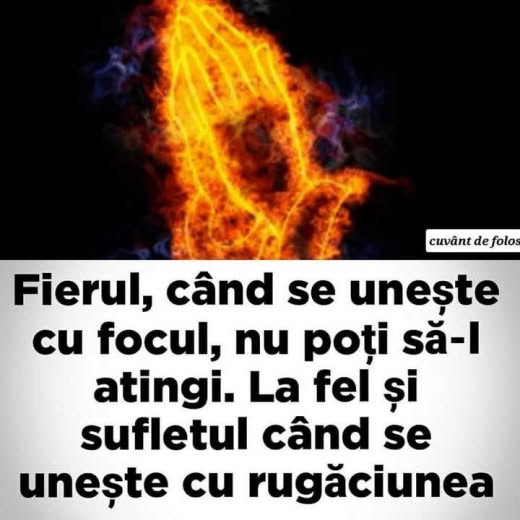 cuvânt de folos
Fierul, când se unește
cu focul, nu poți să-l
atingi. La fel și
sufletul când se
unește cu rugăciunea